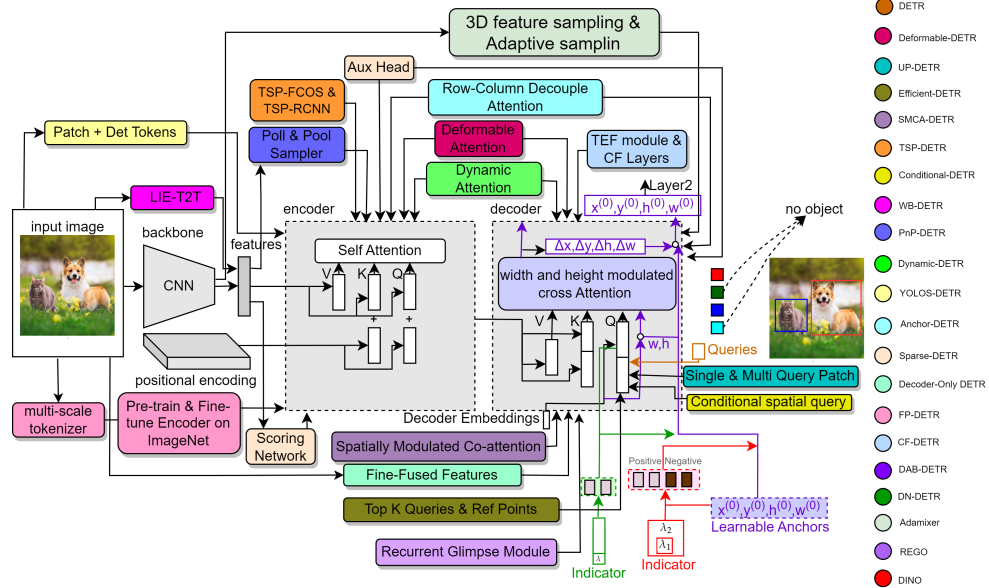 3D feature sampling &
Adaptive samplin
Aux Head
TSP-FCOS &
TSP-RCNN
Row-Column Decouple
Attention
Patch + Det Tokens
Poll & Pool
Sampler
Deformable
Attention
TEF module &
CF Layers
Dynamic
Attention
LIE-T2T
Layer2
x(0),y(0),h(0),w(0)
input image
backbone
features
encoder
decoder
no object
Self Attention
Δx,Δy,Δh,Δw
V
K
Q
CNN
width and height modulated
cross Attention
+
+
V
K
Q
w,h
Queries
positional encoding
Single & Multi Query Patch
Conditional spatial query
multi-scale
tokenizer
Pre-train & Fine-
tune Encoder on
ImageNet
Scoring
Network
Decoder Embeddings
Spatially Modulated Co-attention
Fine-Fused Features
Positive Negative
Top K Queries & Ref Points
x(0),y(0),h(0),w(0)
Learnable Anchors
λ2
λ1
λ
Recurrent Glimpse Module
Indicator
Indicator
DETR
Deformable-DETR
UP-DETR
Efficient-DETR
SMCA-DETR
TSP-DETR
Conditional-DETR
WB-DETR
PnP-DETR
Dynamic-DETR
YOLOS-DETR
Anchor-DETR
Sparse-DETR
Decoder-Only DETR
FP-DETR
CF-DETR
DAB-DETR
DN-DETR
Adamixer
REGO
DINO